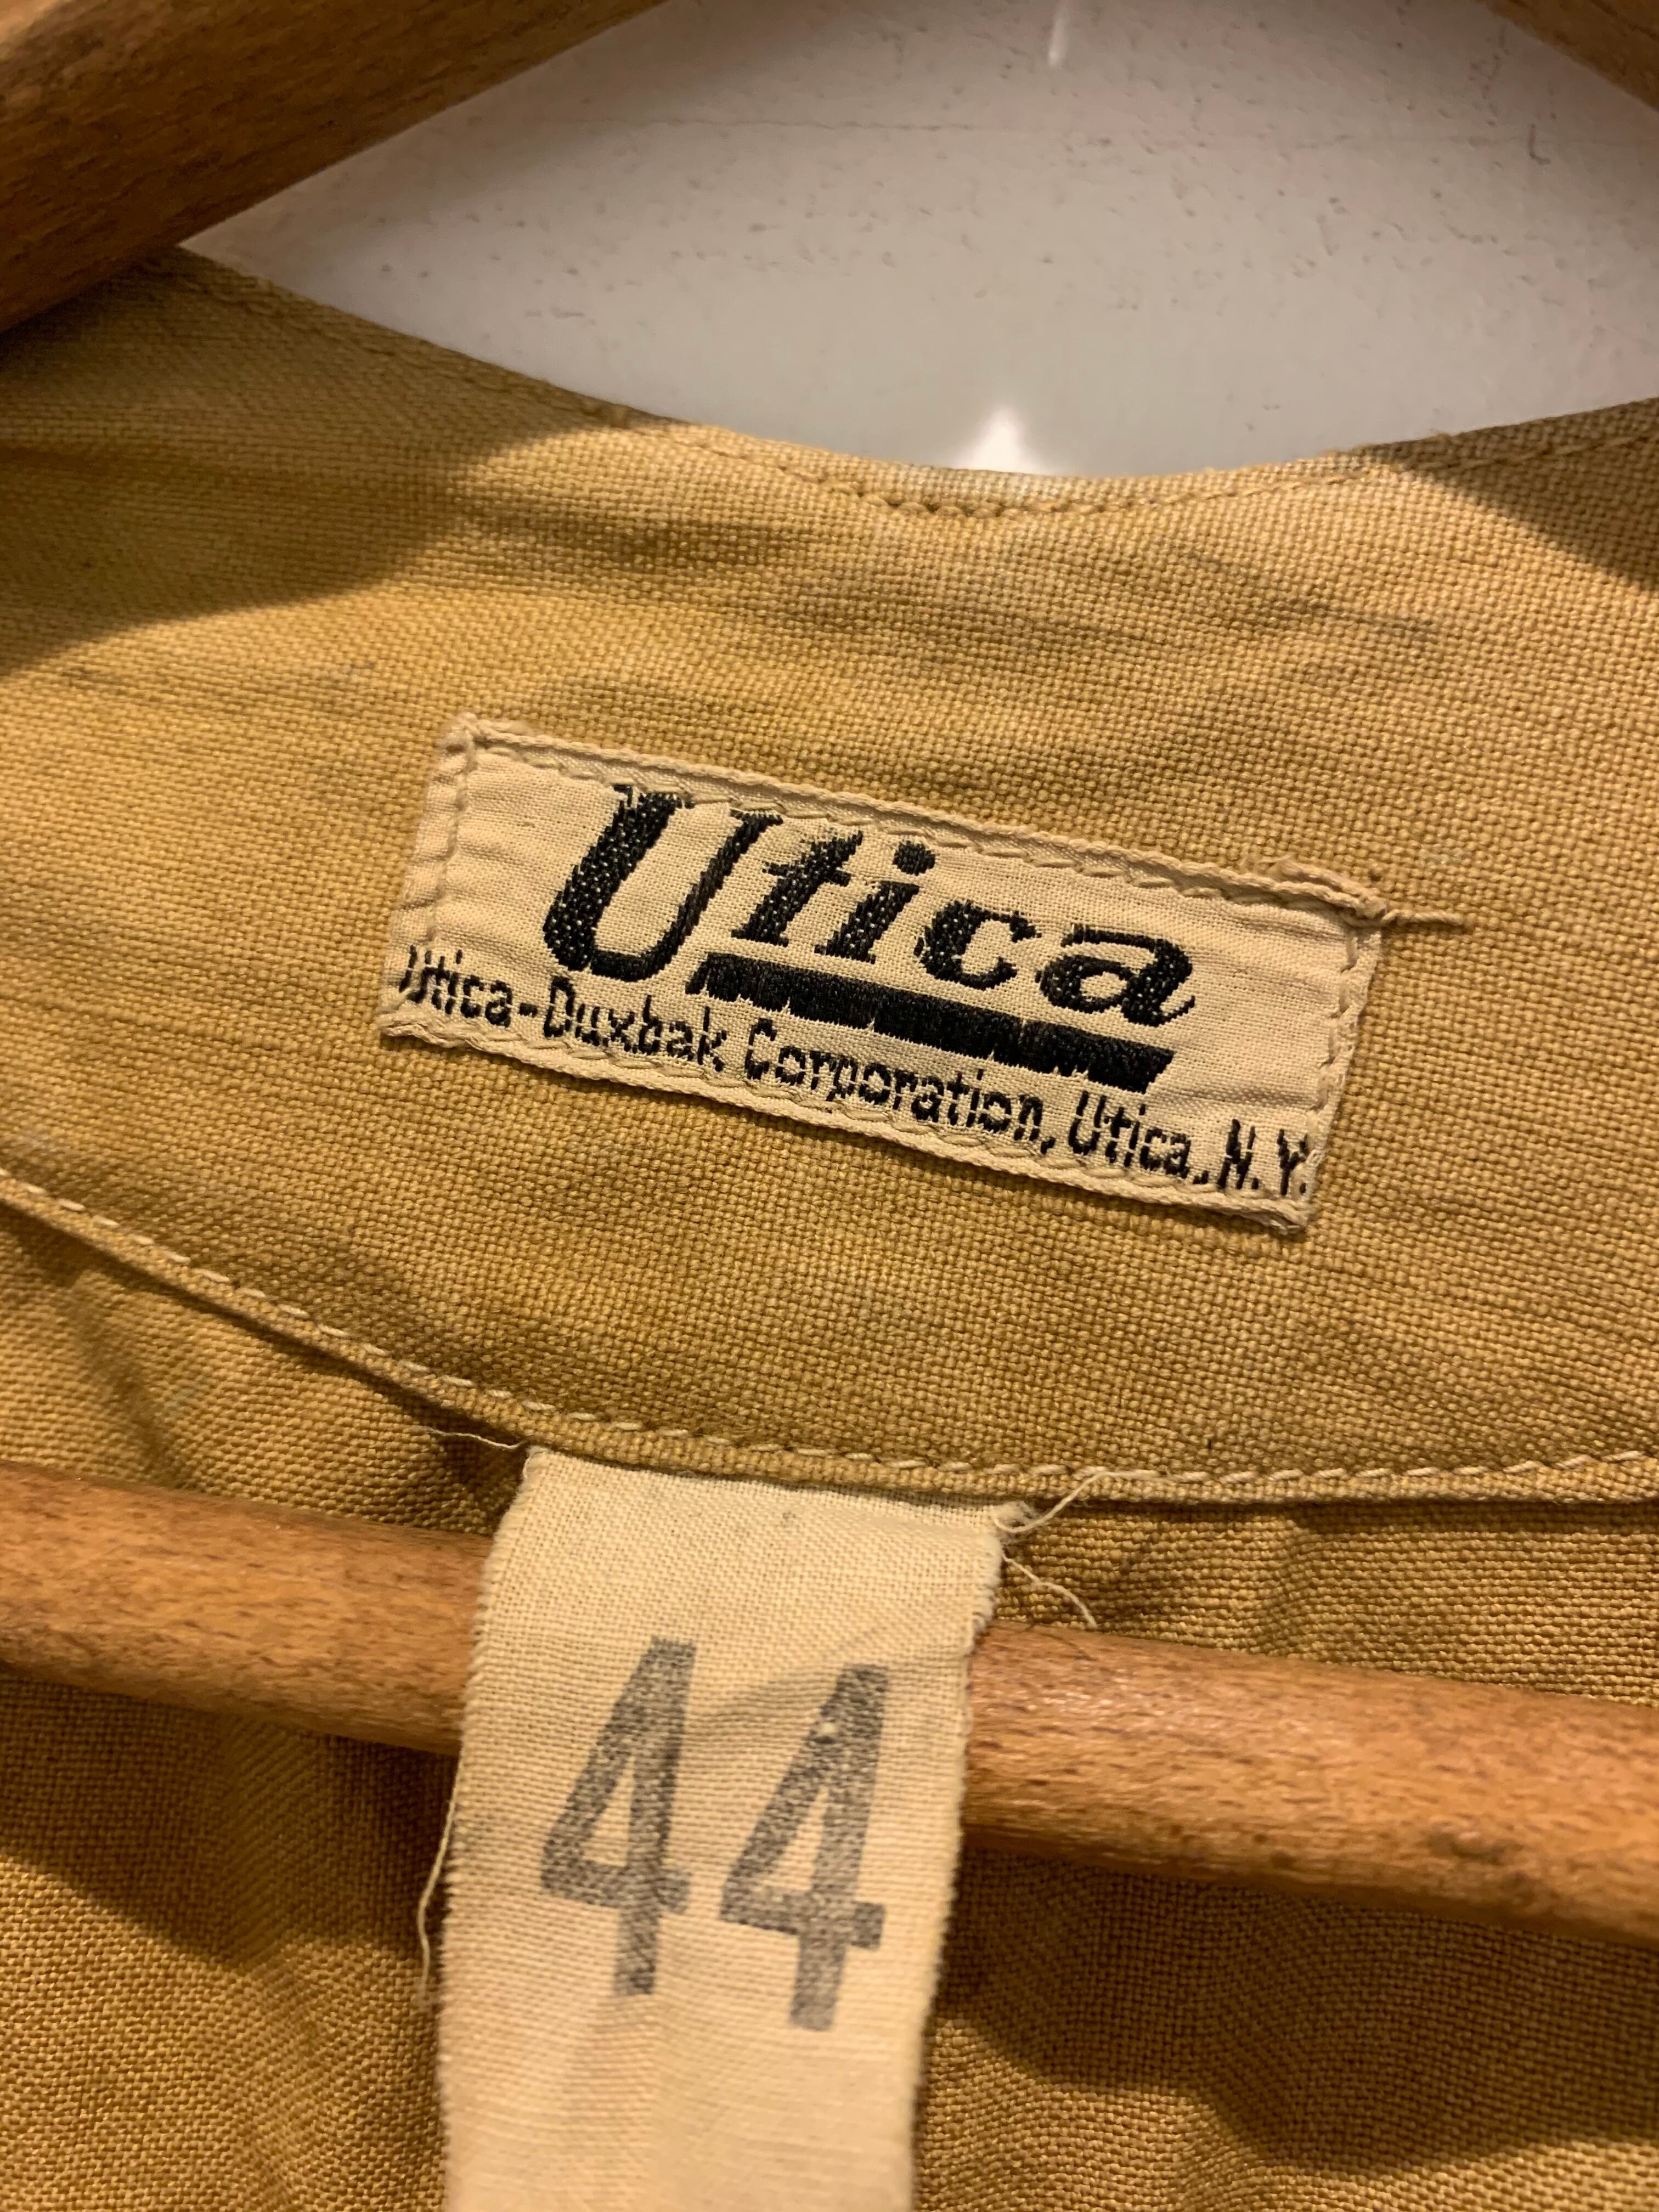 Utica
Utica-Duxbak Corporation, Utica, N.Y.
44